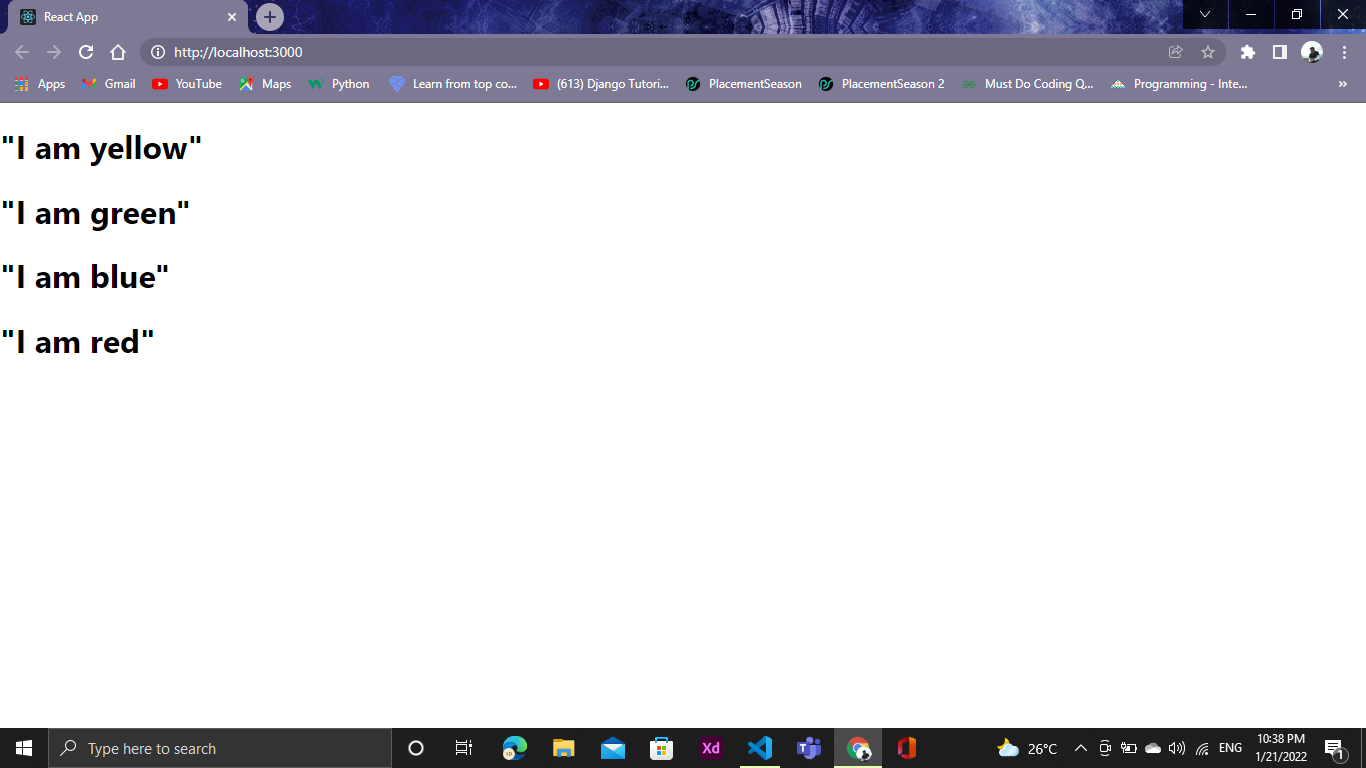 React App
http://localhost:3000
Apps Gmail YouTube Maps Python Learn from top co... (613) Django Tutori... PlacementSeason PlacementSeason 2 Must Do Coding Q... Programming - Inte... »
"I am yellow"
"I am green"
"I am blue"
"I am red"
Type here to search Xd 26°C ENG 10:38 PM
1/21/2022 1